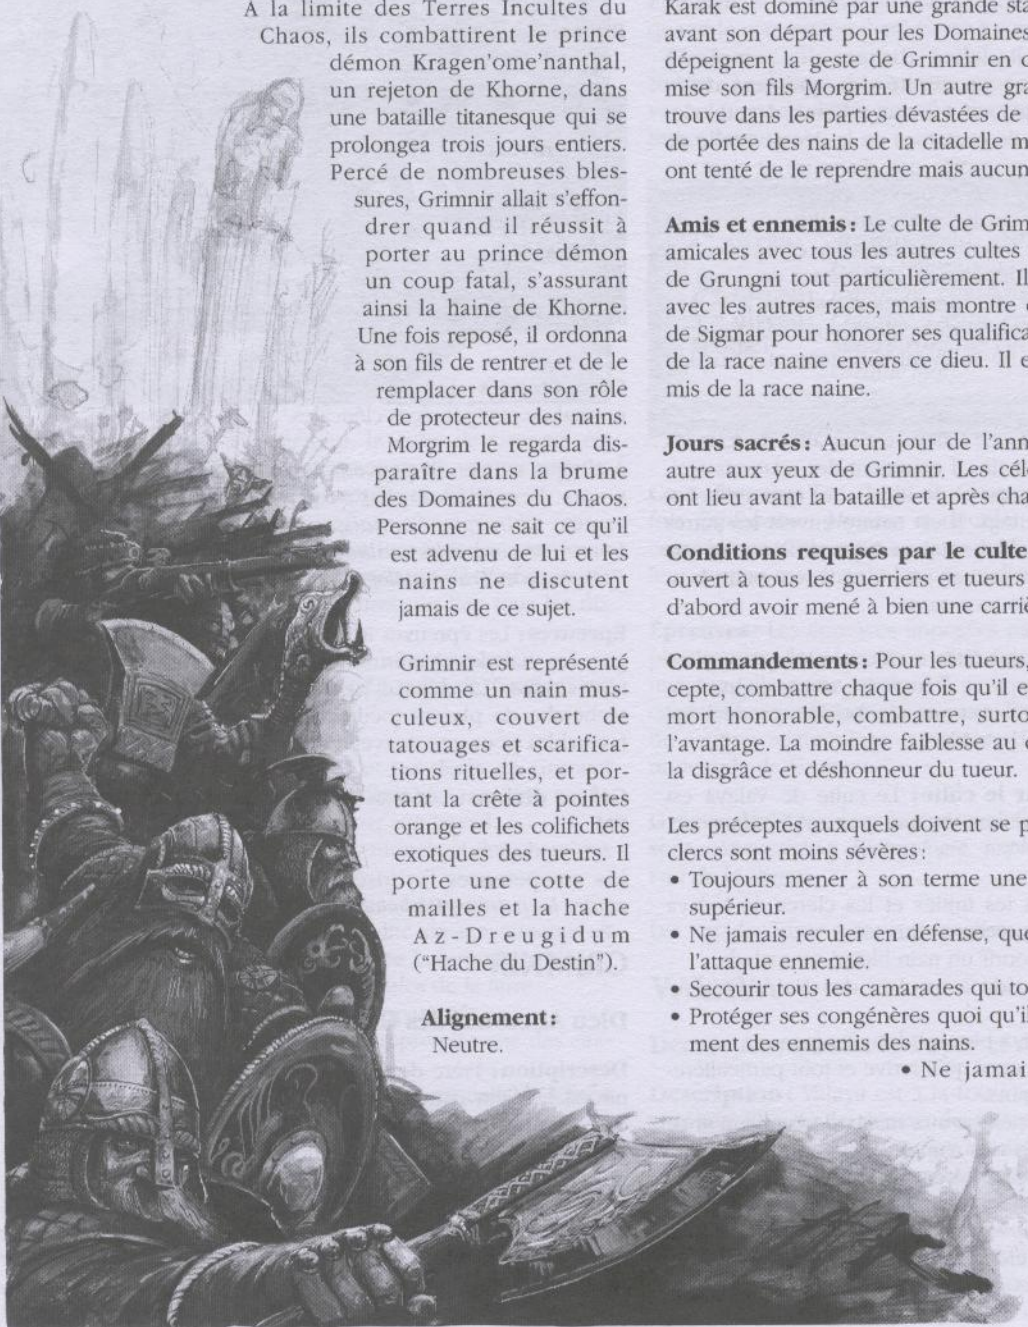 A la limite des Terres Incultes du
Chaos, ils combattirent le prince
démon Kragen'ome'nanthal,
un rejeton de Khorne, dans
une bataille titanesque qui se
prolongea trois jours entiers.
Percé de nombreuses bles-
sures, Grimnir allait s'effon-
drer quand il réussit à
porter au prince démon
un coup fatal, s'assurant
ainsi la haine de Khorne.
Une fois reposé, il ordonna
à son fils de rentrer et de le
remplacer dans son rôle
de protecteur des nains.
Morgrim le regarda dis-
paraître dans la brume
des Domaines du Chaos.
Personne ne sait ce qu'il
est advenu de lui et les
nains ne discutent
jamais de ce sujet.
Grimnir est représenté
comme un nain mus-
culeux, couvert de
tatouages et scarifica-
tions rituelles, et por-
tant la crête à pointes
orange et les colifichets
exotiques des tueurs. Il
porte une cotte de
mailles et la hache
Az-Dreugidum
("Hache du Destin").
Alignement:
Neutre.
Karak est dominé par une grande sta
avant son départ pour les Domaines
dépeignent la geste de Grimnir en
mise son fils Morgrim. Un autre gra
trouve dans les parties dévastées de
de portée des nains de la citadelle m
ont tenté de le reprendre mais aucun
Amis et ennemis: Le culte de Grim
amicales avec tous les autres cultes
de Grungni tout particulièrement. Il
avec les autres races, mais montre
de Sigmar pour honorer ses qualifica
de la race naine envers ce dieu. Il e
mis de la race naine.
Jours sacrés: Aucun jour de l'ann
autre aux yeux de Grimnir. Les célé
ont lieu avant la bataille et après cha
Conditions requises par le culte
ouvert à tous les guerriers et tueurs
d'abord avoir mené à bien une carriè
Commandements: Pour les tueurs,
cepte, combattre chaque fois qu'il e
mort honorable, combattre, surto
l'avantage. La moindre faiblesse au
la disgrâce et déshonneur du tueur.
Les préceptes auxquels doivent se p
clercs sont moins sévères:
• Toujours mener à son terme une
supérieur.
• Ne jamais reculer en défense, que
l'attaque ennemie.
• Secourir tous les camarades qui to
• Protéger ses congénères quoi qu'il
ment des ennemis des nains.
• Ne jamai